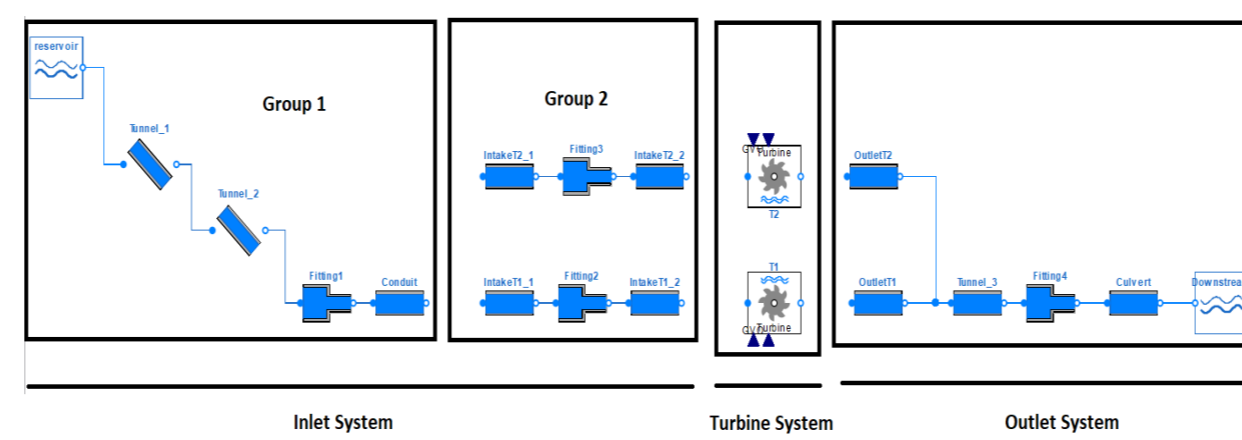 reservoir
Group 1
Tunnel_1
Tunnel_2
Fitting1
Conduit
Group 2
IntakeT2_1
Fitting3
IntakeT2_2
IntakeT1_1
Fitting2
IntakeT1_2
Turbine
T2
T1
Turbine
OutletT2
OutletT1
Tunnel_3
Fitting4
Culvert
Downstrea
Inlet System
Turbine System
Outlet System